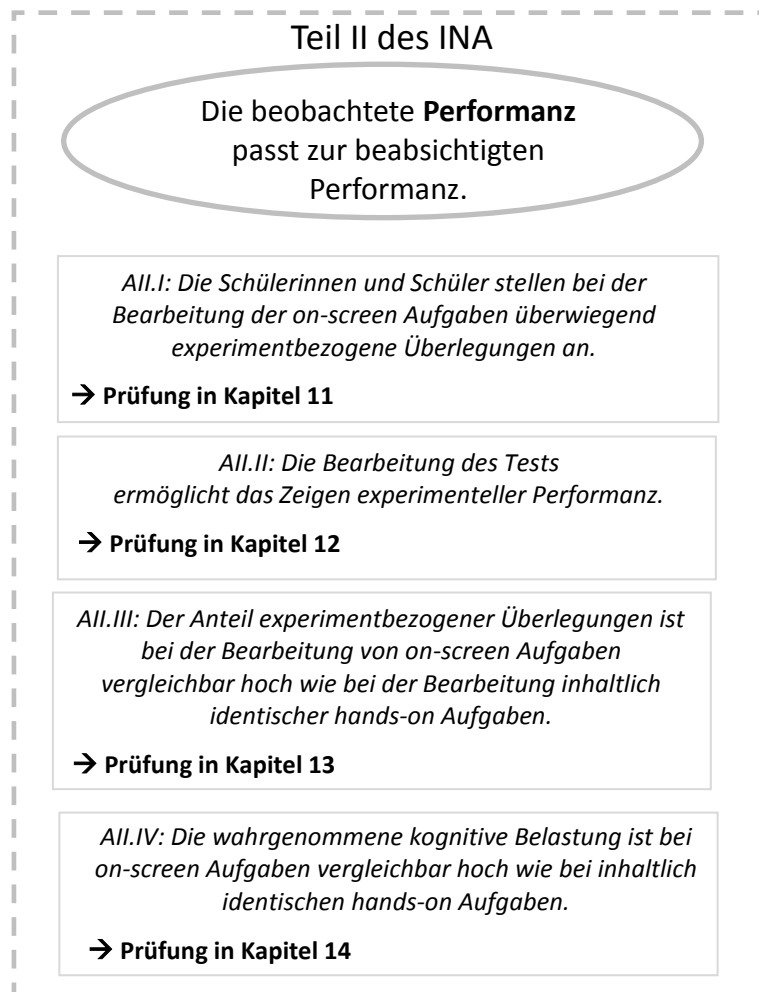 Teil II des INA
Die beobachtete Performanz
passt zur beabsichtigten
Performanz.
AII.I: Die Schülerinnen und Schüler stellen bei der
Bearbeitung der on-screen Aufgaben überwiegend
experimentbezogene Überlegungen an.
→ Prüfung in Kapitel 11
AII.II: Die Bearbeitung des Tests
ermöglicht das Zeigen experimenteller Performanz.
→ Prüfung in Kapitel 12
AII.III: Der Anteil experimentbezogener Überlegungen ist
bei der Bearbeitung von on-screen Aufgaben
vergleichbar hoch wie bei der Bearbeitung inhaltlich
identischer hands-on Aufgaben.
→ Prüfung in Kapitel 13
AII.IV: Die wahrgenommene kognitive Belastung ist bei
on-screen Aufgaben vergleichbar hoch wie bei inhaltlich
identischen hands-on Aufgaben.
→ Prüfung in Kapitel 14